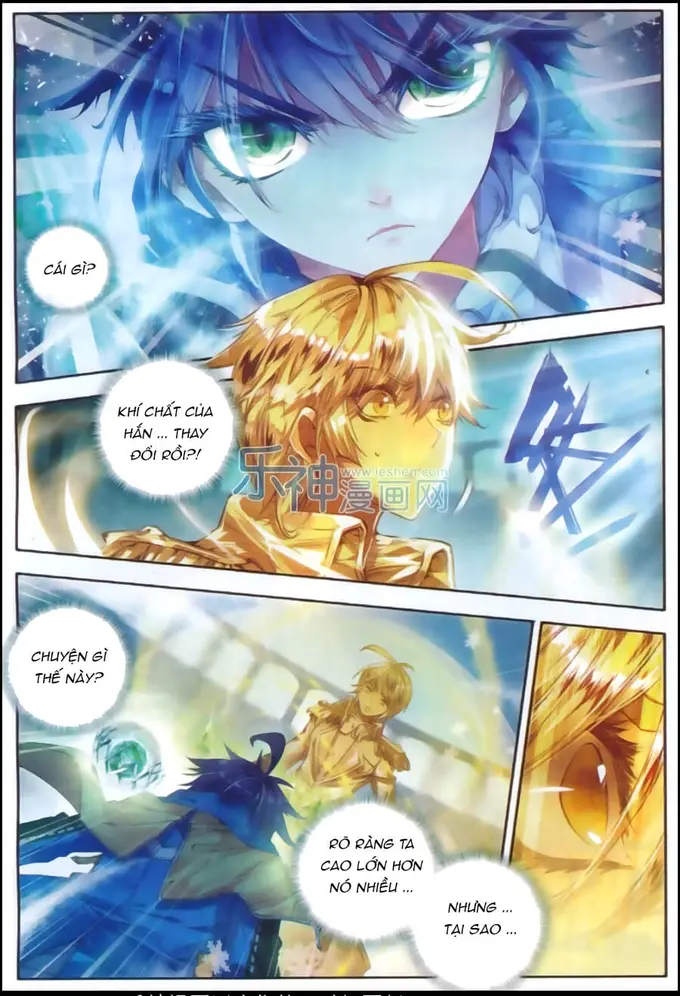 CÁI GÌ?
KHÍ CHẤT CỦA
HẮN ... THAY
ĐỔI RỒI?!
www.leshen.com
乐神漫画网
CHUYỆN GÌ
THẾ NÀY?
RÕ RÀNG TA
CAO LỚN HƠN
NÓ NHIỀU ...
NHƯNG ...
TẠI SAO ...